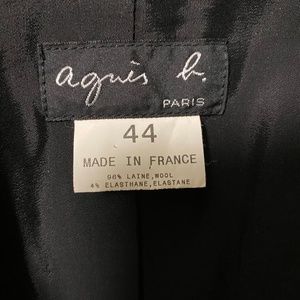 agnès b.
PARIS
44
MADE IN FRANCE
96% LAINE,WOOL
4% ELASTHANE,ELASTANE